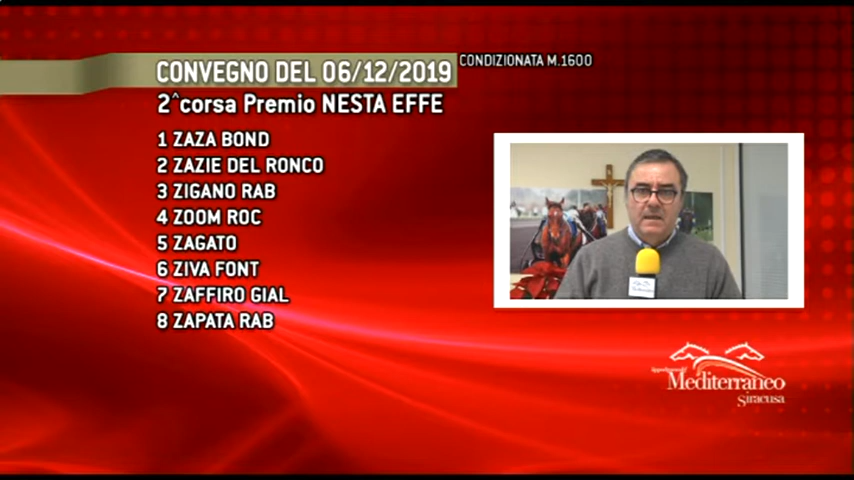 CONVEGNO DEL 06/12/2019
CONDIZIONATA M.1600
2^corsa Premio NESTA EFFE
1 ZAZA BOND
2 ZAZIE DEL RONCO
3 ZIGANO RAB
4 ZOOM ROC
5 ZAGATO
6 ZIVA FONT
7 ZAFFIRO GIAL
8 ZAPATA RAB
Mediterraneo
Siracusa